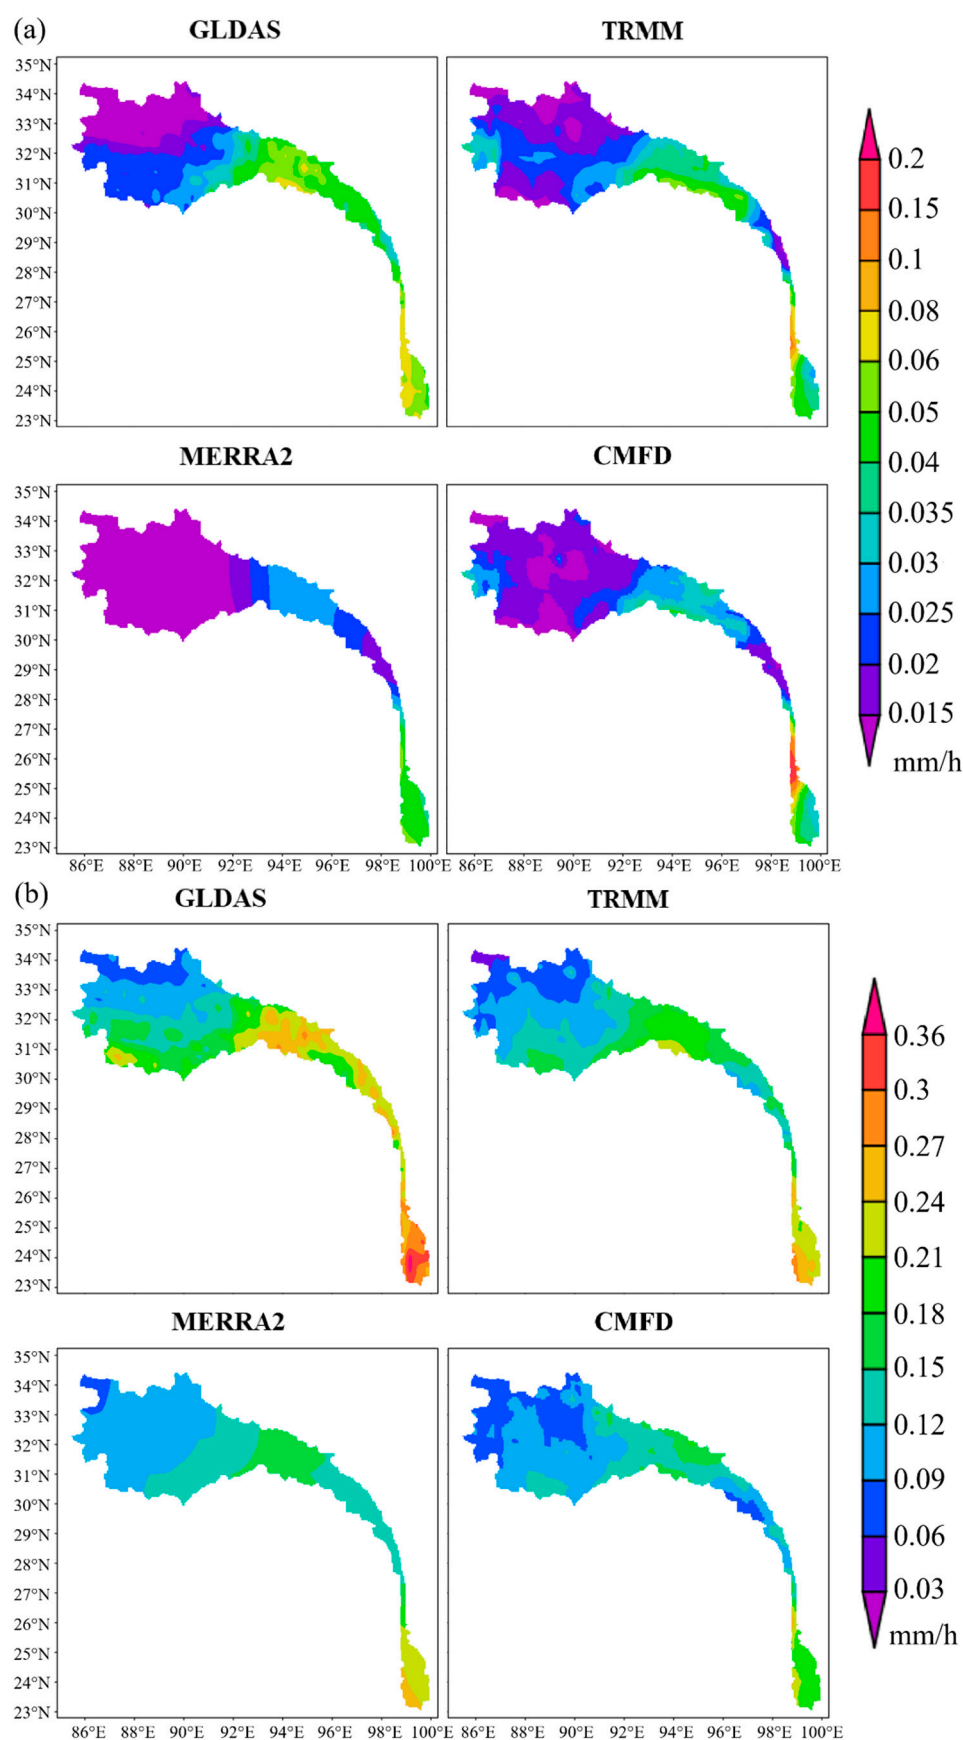 (a)
GLDAS
TRMM
35°N
34°N
33°N
32°N
31°N
30°N
29°N
28°N
27°N
26°N
25°N
24°N
23°N
MERRA2
CMFD
35°N
34°N
33°N
32°N
31°N
30°N
29°N
28°N
27°N
26°N
25°N
24°N
23°N
86°E 88°E 90°E 92°E 94°E 96°E 98°E 100°E
86°E 88°E 90°E 92°E 94°E 96°E 98°E 100°E
0.2
0.15
0.1
0.08
0.06
0.05
0.04
0.035
0.03
0.025
0.02
0.015
mm/h
(b)
GLDAS
TRMM
35°N
34°N
33°N
32°N
31°N
30°N
29°N
28°N
27°N
26°N
25°N
24°N
23°N
MERRA2
CMFD
35°N
34°N
33°N
32°N
31°N
30°N
29°N
28°N
27°N
26°N
25°N
24°N
23°N
86°E 88°E 90°E 92°E 94°E 96°E 98°E 100°E
86°E 88°E 90°E 92°E 94°E 96°E 98°E 100°E
0.36
0.3
0.27
0.24
0.21
0.18
0.15
0.12
0.09
0.06
0.03
mm/h